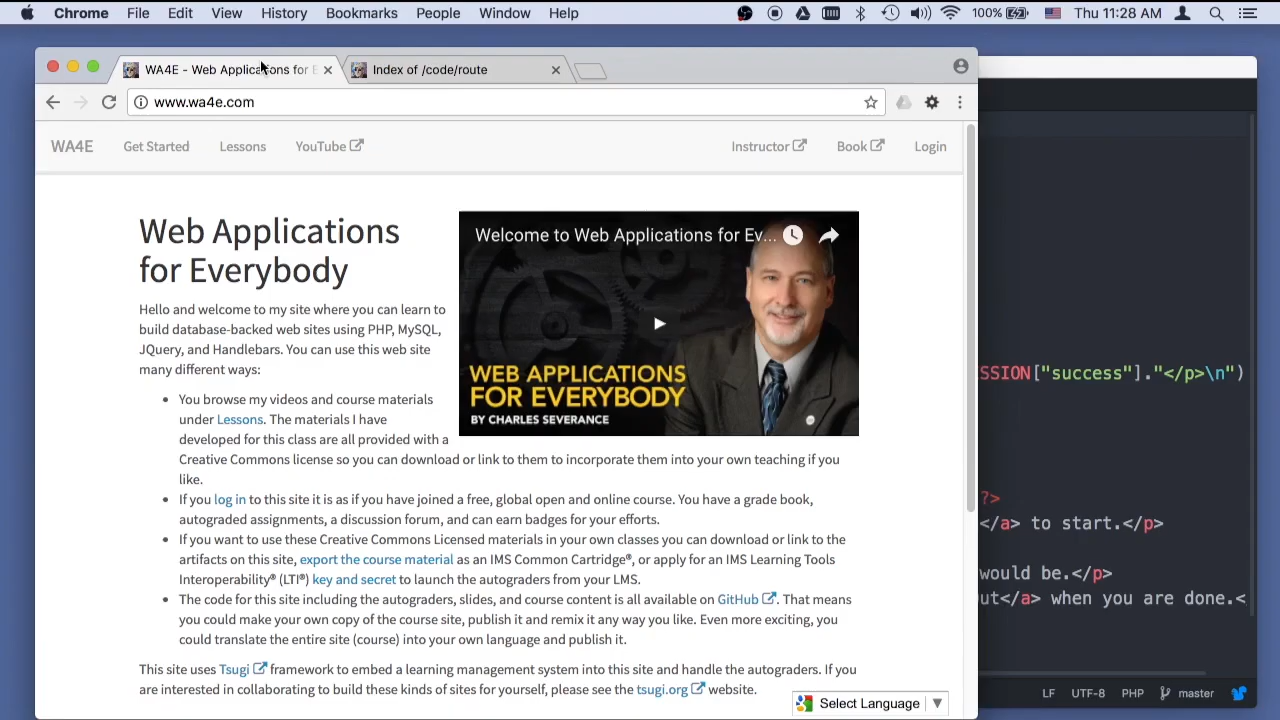 Chrome File Edit View History Bookmarks People Window Help 100% Thu 11:28 AM
WA4E - Web Applications for E
Index of /code/route
www.wa4e.com
WA4E Get Started Lessons YouTube Instructor Book Login
Web Applications
for Everybody
Hello and welcome to my site where you can learn to
build database-backed web sites using PHP, MySQL,
JQuery, and Handlebars. You can use this web site
many different ways:
Welcome to Web Applications for Ev...
WEB APPLICATIONS
FOR EVERYBODY
BY CHARLES SEVERANCE
• You browse my videos and course materials
under Lessons. The materials I have
developed for this class are all provided with a
Creative Commons license so you can download or link to them to incorporate them into your own teaching if you
like.
• If you log in to this site it is as if you have joined a free, global open and online course. You have a grade book,
autograded assignments, a discussion forum, and can earn badges for your efforts.
• If you want to use these Creative Commons Licensed materials in your own classes you can download or link to the
artifacts on this site, export the course material as an IMS Common Cartridge®, or apply for an IMS Learning Tools
Interoperability® (LTI®) key and secret to launch the autograders from your LMS.
• The code for this site including the autograders, slides, and course content is all available on GitHub. That means
you could make your own copy of the course site, publish it and remix it any way you like. Even more exciting, you
could translate the entire site (course) into your own language and publish it.
This site uses Tsugi framework to embed a learning management system into this site and handle the autograders. If you
are interested in collaborating to build these kinds of sites for yourself, please see the tsugi.org website.
Select Language ▼
SSION["success"]."</p>\n")
?>
</a> to start.</p>
would be.</p>
ut</a> when you are done.<
LF UTF-8 PHP master